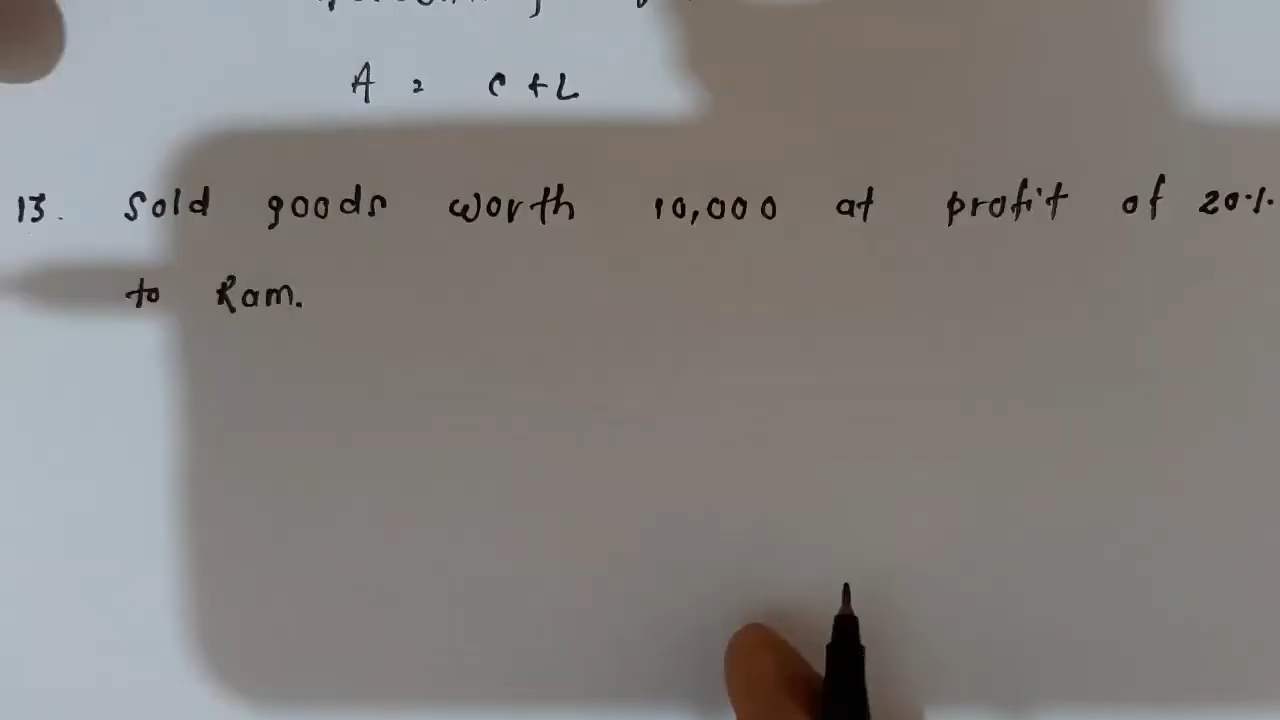 A = C + L
13. Sold goods worth 10,000 at profit of 20%
to Ram.